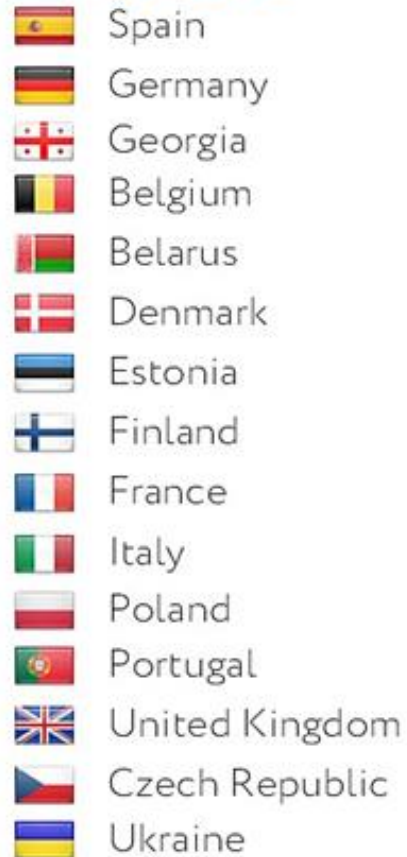 Spain
Germany
Georgia
Belgium
Belarus
Denmark
Estonia
Finland
France
Italy
Poland
Portugal
United Kingdom
Czech Republic
Ukraine